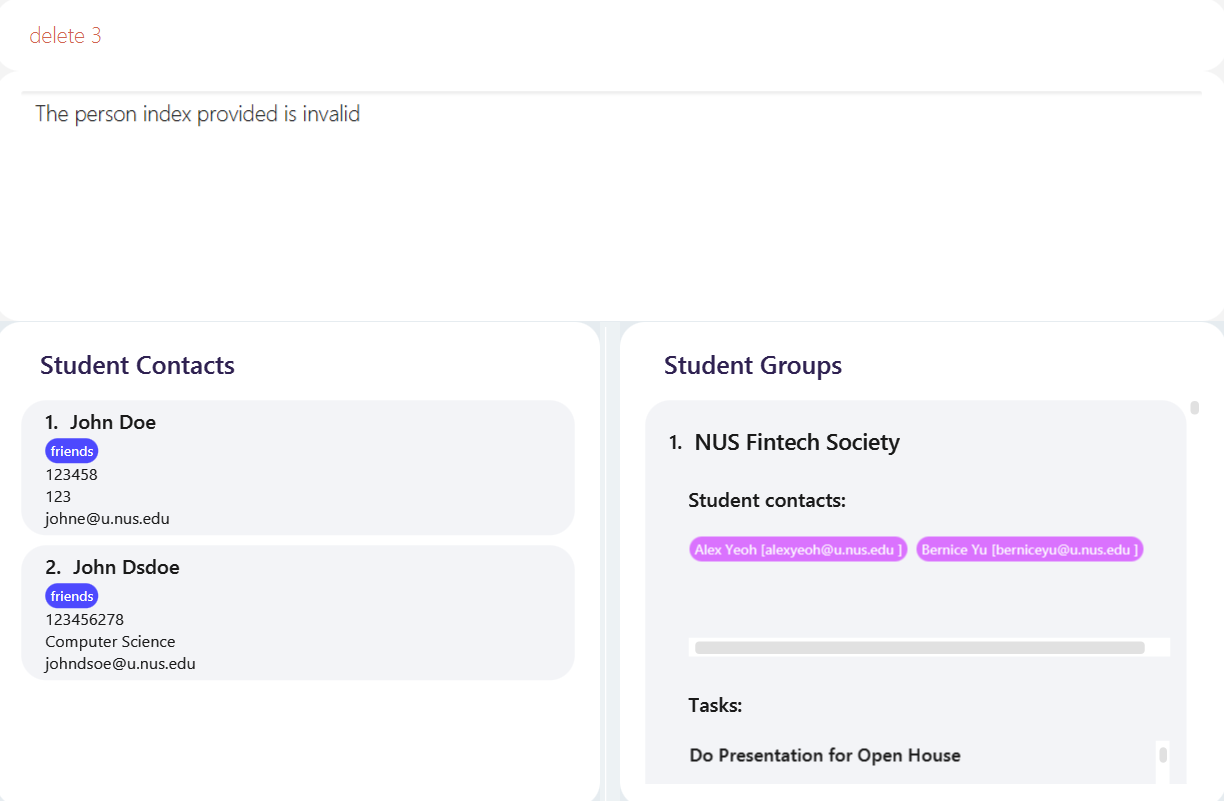 delete 3
The person index provided is invalid
Student Contacts
1. John Doe
friends
123458
123
johne@u.nus.edu
2. John Dsdoe
friends
123456278
Computer Science
johndsoe@u.nus.edu
Student Groups
1. NUS Fintech Society
Student contacts:
Alex Yeoh [alexyeoh@u.nus.edu ] Bernice Yu [berniceyu@u.nus.edu ]
Tasks:
Do Presentation for Open House